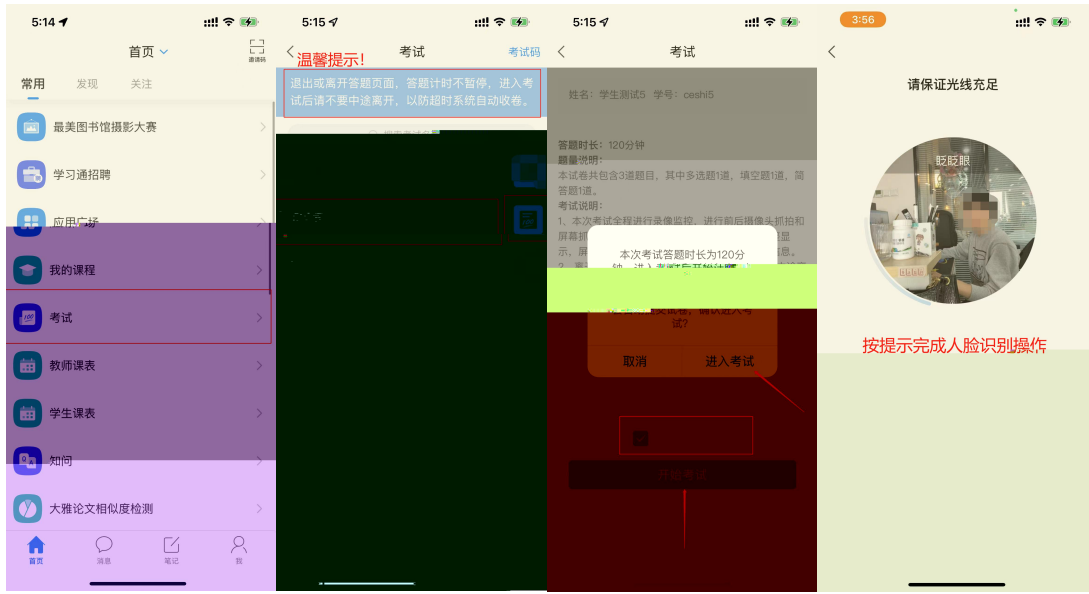 5:14
首页
邀请码
常用 发现 关注
最美图书馆摄影大赛
学习通招聘
应用广场
我的课程
考试
教师课表
学生课表
知问
大雅论文相似度检测
首页 消息 笔记 我
5:15
考试
考试码
温馨提示!
退出或离开答题页面，答题计时不暂停，进入考
试后请不要中途离开，以防超时系统自动收卷。
5:15
考试
姓名：学生测试5 学号：ceshi5
答题时长：120分钟
题量说明：
本试卷共包含3道题目，其中多选题1道，填空题1道，简
答题1道。
考试说明：
1、本次考试全程进行录像监控，进行前后摄像头抓拍和
本次考试答题时长为120分
确认进入考
试?
取消 进入考试
开始考试
3:56
请保证光线充足
眨眨眼
按提示完成人脸识别操作